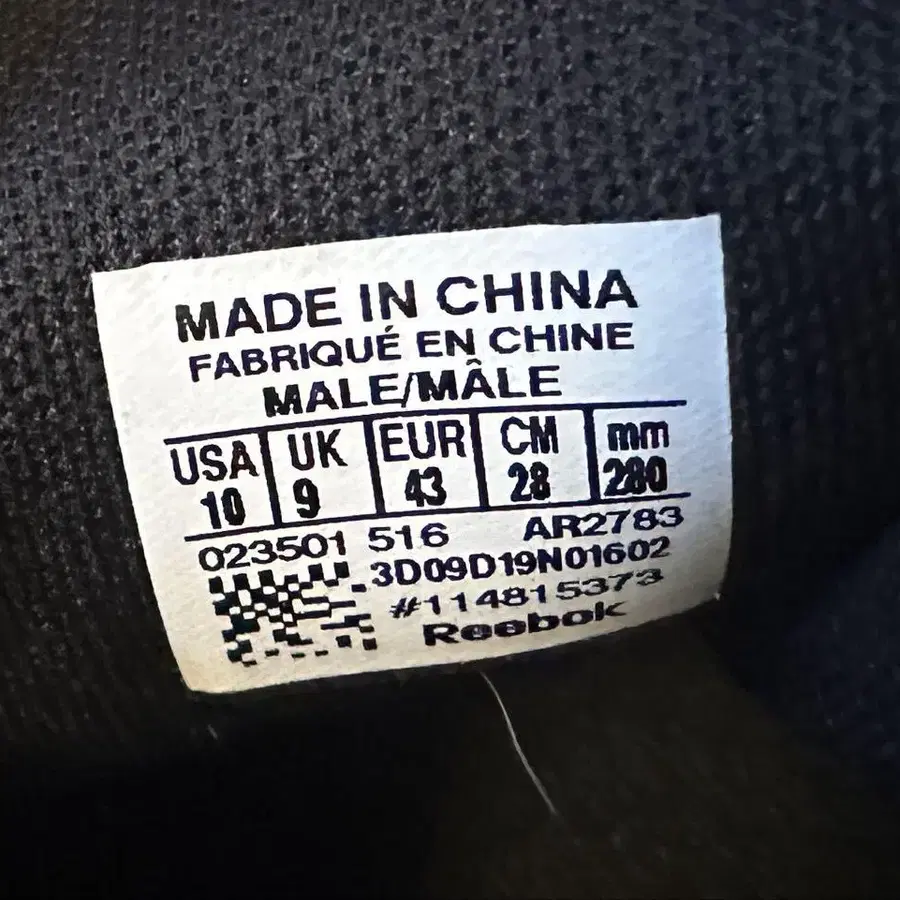 MADE IN CHINA
FABRIQUÉ EN CHINE
MALE/MÂLE
USA UK EUR CM mm
10 9 43 28 280
023501 516 AR2783
3D09D19N01602
#114815373
Reebok